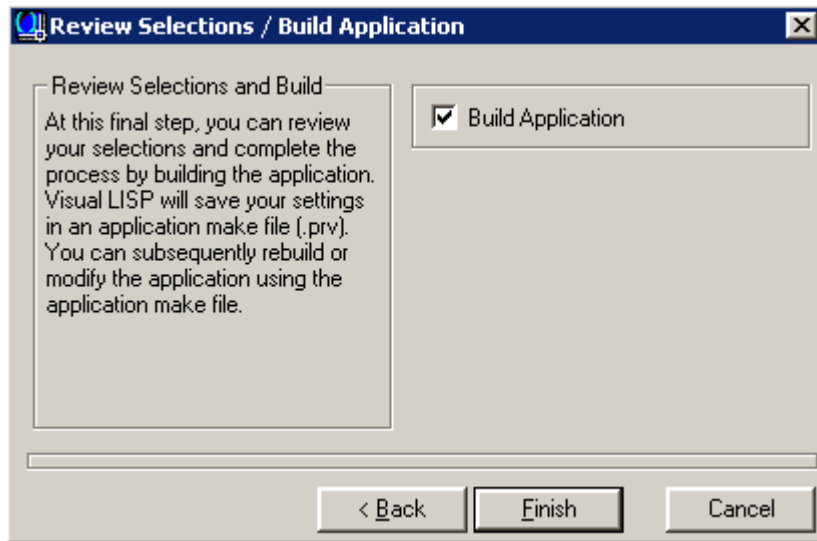 Review Selections / Build Application
Review Selections and Build
At this final step, you can review
your selections and complete the
process by building the application.
Visual LISP will save your settings
in an application make file (.prv).
You can subsequently rebuild or
modify the application using the
application make file.
Build Application
< Back
Finish
Cancel